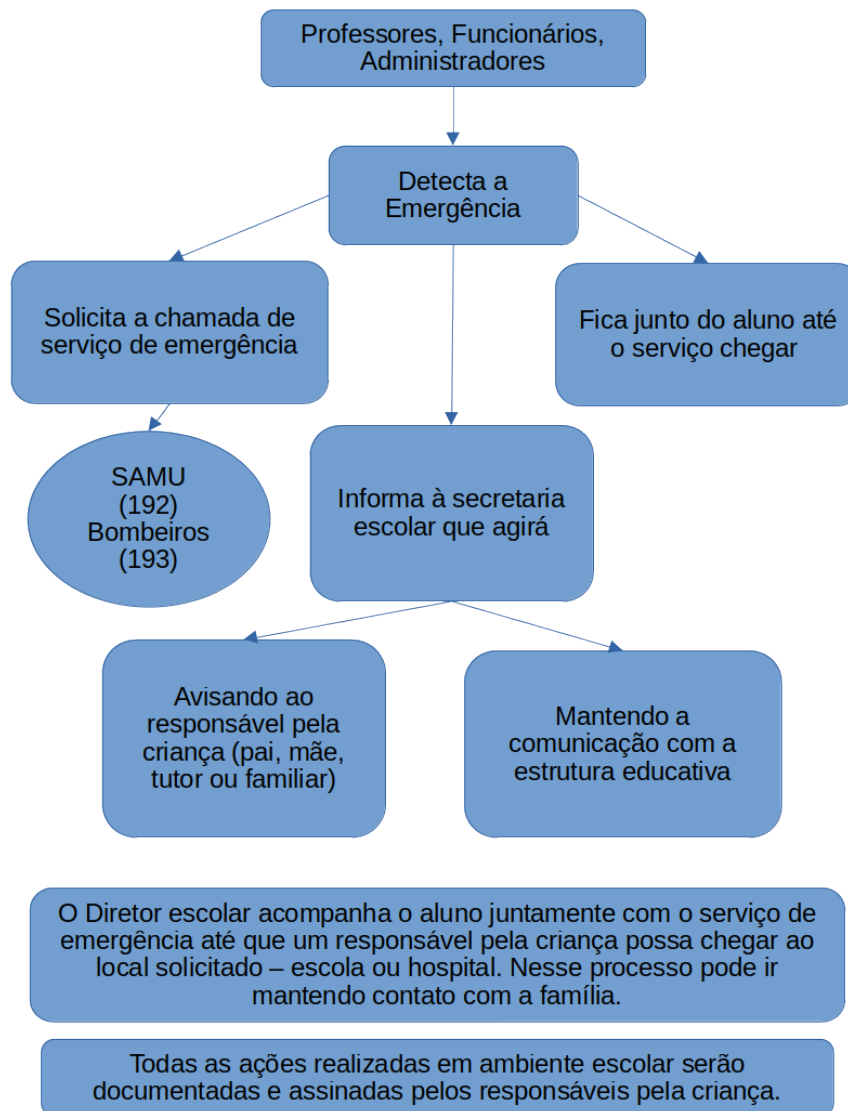 Professores, Funcionários,
Administradores
Detecta a
Emergência
Solicita a chamada de
serviço de emergência
Fica junto do aluno até
o serviço chegar
SAMU
(192)
Bombeiros
(193)
Informa à secretaria
escolar que agirá
Avisando ao
responsável pela
criança (pai, mãe,
tutor ou familiar)
Mantendo a
comunicação com a
estrutura educativa
O Diretor escolar acompanha o aluno juntamente com o serviço de
emergência até que um responsável pela criança possa chegar ao
local solicitado – escola ou hospital. Nesse processo pode ir
mantendo contato com a família.
Todas as ações realizadas em ambiente escolar serão
documentadas e assinadas pelos responsáveis pela criança.